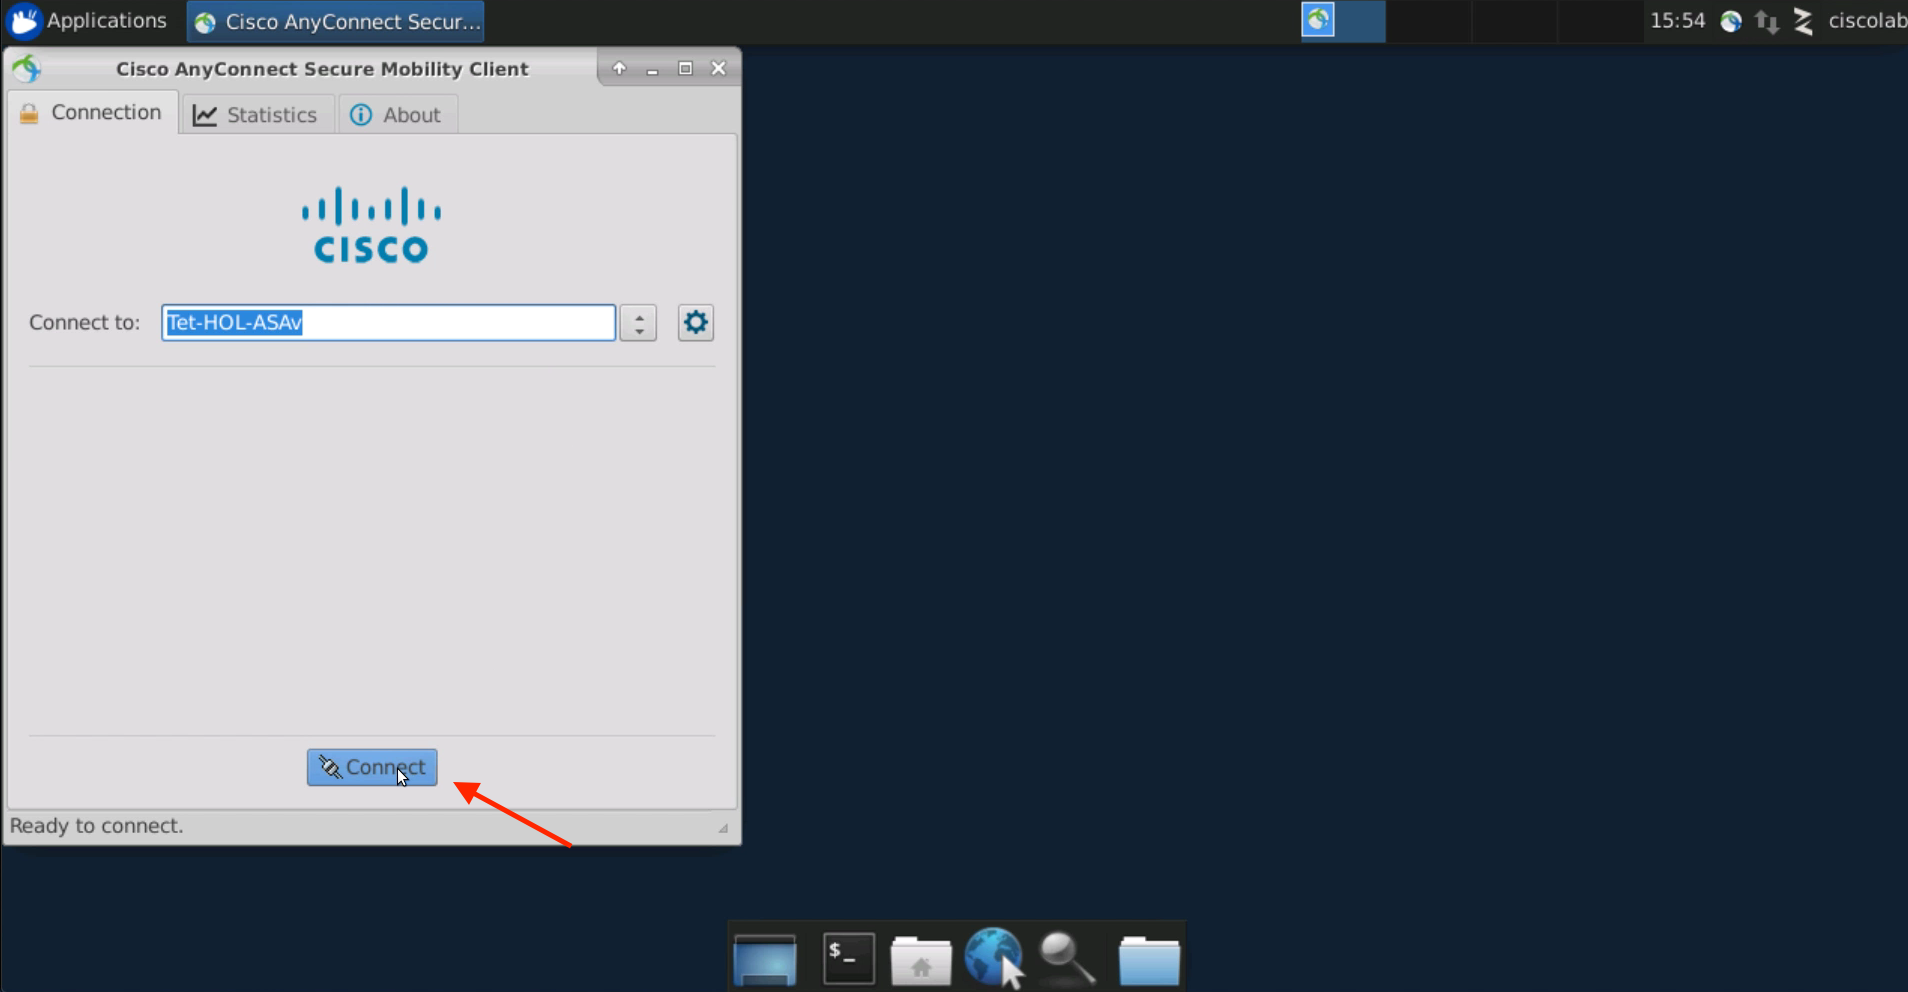 Applications
Cisco AnyConnect Secur...
15:54
ciscolab
Cisco AnyConnect Secure Mobility Client
Connection
Statistics
About
CISCO
Connect to:
Tet-HOL-ASAv
Connect
Ready to connect.
$_